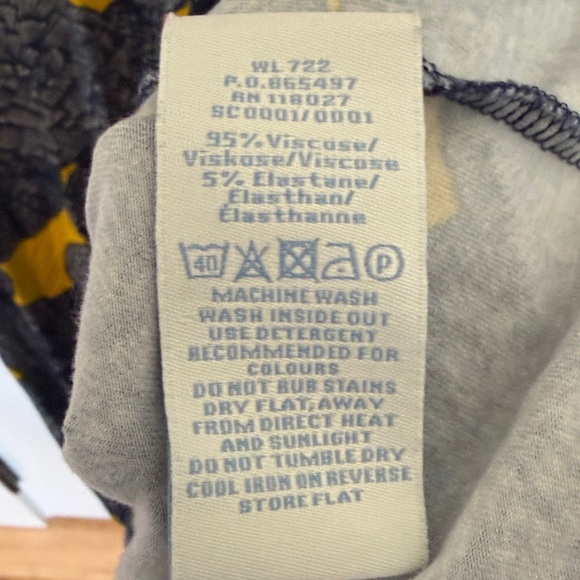 WL 722
P.O.865497
RN 118027
SC0001/0001
95% Viscose/
Viskose/Viscose
5% Elastane/
Elasthan/
Élasthanne
40
P
MACHINE WASH
WASH INSIDE OUT
USE DETERGENT
RECOMMENDED FOR
COLOURS
DO NOT RUB STAINS
DRY FLAT, AWAY
FROM DIRECT HEAT
AND SUNLIGHT
DO NOT TUMBLE DRY
COOL IRON ON REVERSE
STORE FLAT